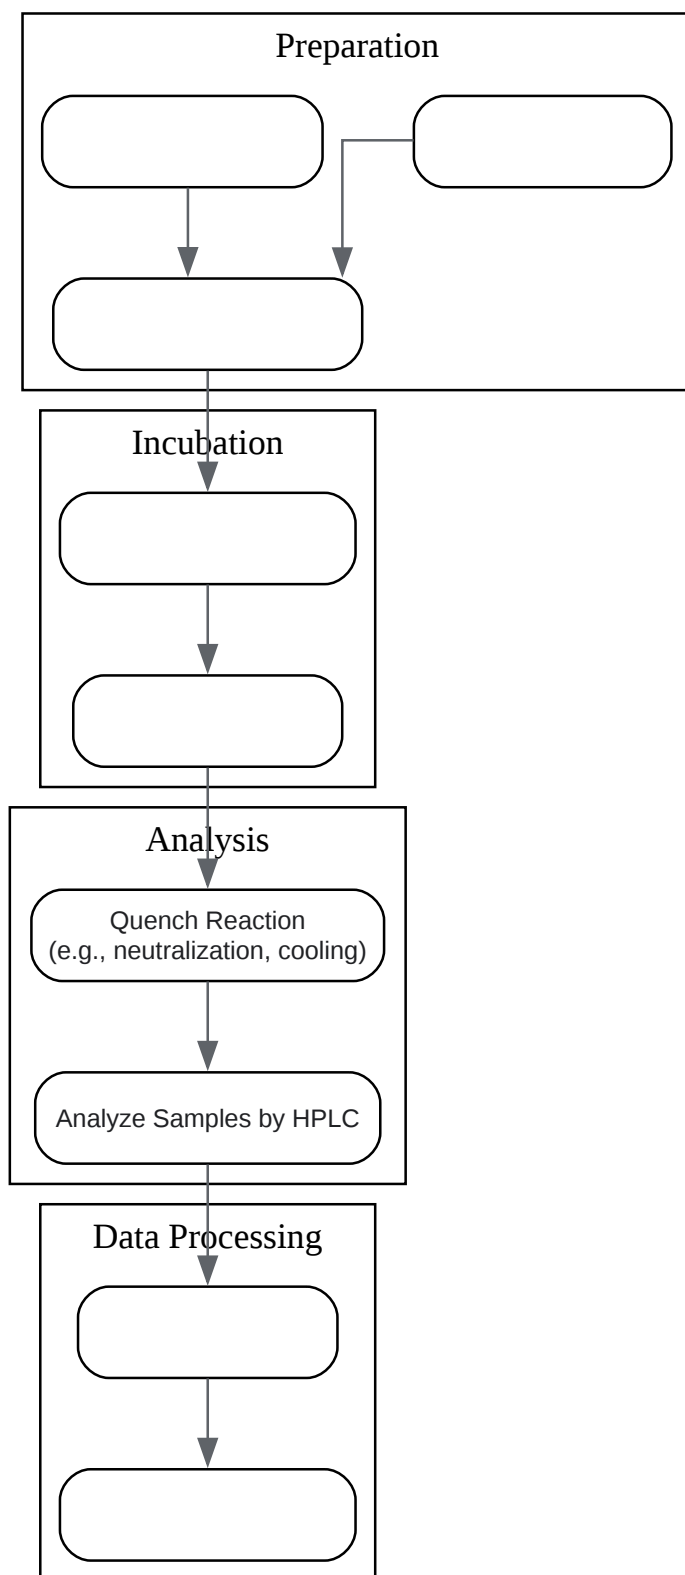 Preparation
Incubation
Analysis
Quench Reaction
(e.g., neutralization, cooling)
Analyze Samples by HPLC
Data Processing